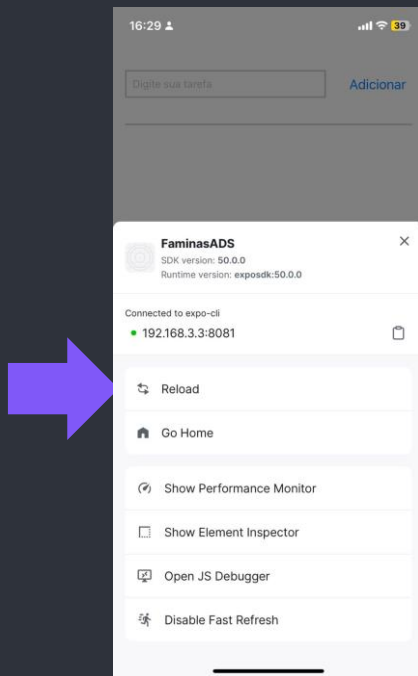 16:29
39
Digite sua tarefa
Adicionar
FaminasADS
SDK version: 50.0.0
Runtime version: exposdk:50.0.0
Connected to expo-cli
192.168.3.3:8081
Reload
Go Home
Show Performance Monitor
Show Element Inspector
Open JS Debugger
Disable Fast Refresh